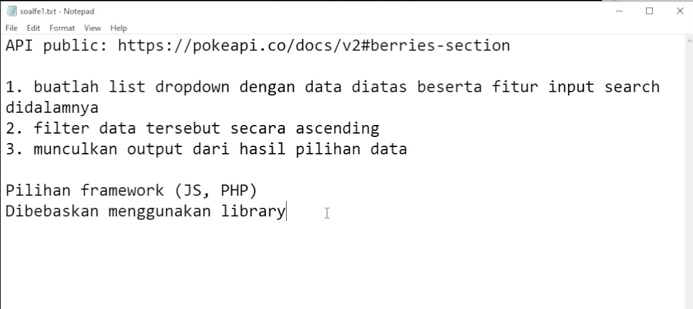 soalfe1.txt - Notepad
File Edit Format View Help
API public: https://pokeapi.co/docs/v2#berries-section
1. buatlah list dropdown dengan data diatas beserta fitur input search
didalamnya
2. filter data tersebut secara ascending
3. munculkan output dari hasil pilihan data
Pilihan framework (JS, PHP)
Dibebaskan menggunakan library